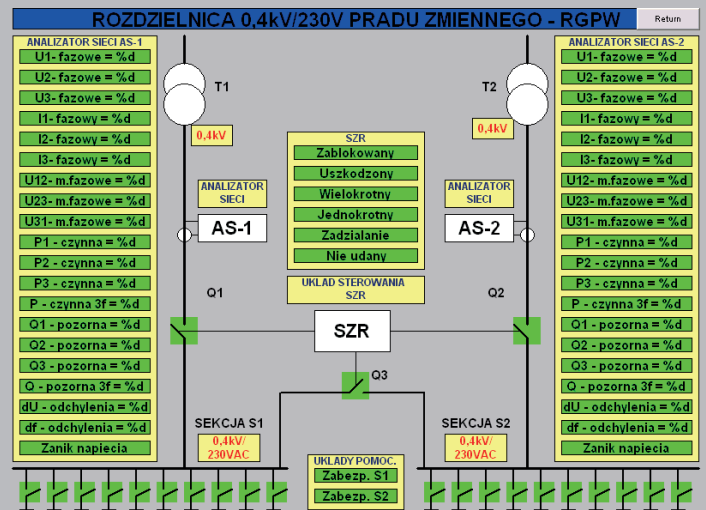 ROZDZIELNICA 0,4kV/230V PRADU ZMIENNEGO - RGPW
Return
ANALIZATOR SIECI AS-1
U1- fazowe = %d
U2- fazowe = %d
U3- fazowe = %d
I1- fazowy = %d
I2- fazowy = %d
I3- fazowy = %d
U12- m.fazowe = %d
U23- m.fazowe = %d
U31- m.fazowe = %d
P1 - czynna = %d
P2 - czynna = %d
P3 - czynna = %d
P - czynna 3f = %d
Q1 - pozorna = %d
Q2 - pozorna = %d
Q3 - pozorna = %d
Q - pozorna 3f = %d
dU - odchylenia = %d
df - odchylenia = %d
Zanik napiecia
T1
0,4kV
ANALIZATOR
SIECI
AS-1
Q1
SZR
Zablokowany
Uszkodzony
Wielokrotny
Jednokrotny
Zadzialanie
Nie udany
UKLAD STEROWANIA
SZR
SZR
Q3
T2
0,4kV
ANALIZATOR
SIECI
AS-2
Q2
SEKCJA S1
0,4kV/
230VAC
SEKCJA S2
0,4kV/
230VAC
UKLADY POMOC.
Zabezp. S1
Zabezp. S2
ANALIZATOR SIECI AS-2
U1- fazowe = %d
U2- fazowe = %d
U3- fazowe = %d
I1- fazowy = %d
I2- fazowy = %d
I3- fazowy = %d
U12- m.fazowe = %d
U23- m.fazowe = %d
U31- m.fazowe = %d
P1 - czynna = %d
P2 - czynna = %d
P3 - czynna = %d
P - czynna 3f = %d
Q1 - pozorna = %d
Q2 - pozorna = %d
Q3 - pozorna = %d
Q - pozorna 3f = %d
dU - odchylenia = %d
df - odchylenia = %d
Zanik napiecia